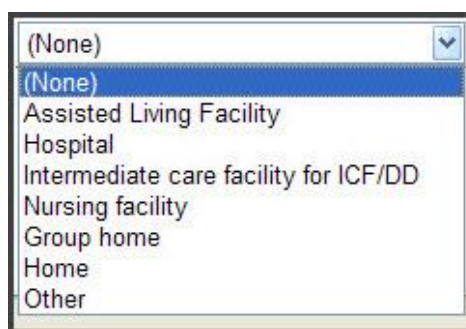 (None)
(None)
Assisted Living Facility
Hospital
Intermediate care facility for ICF/DD
Nursing facility
Group home
Home
Other